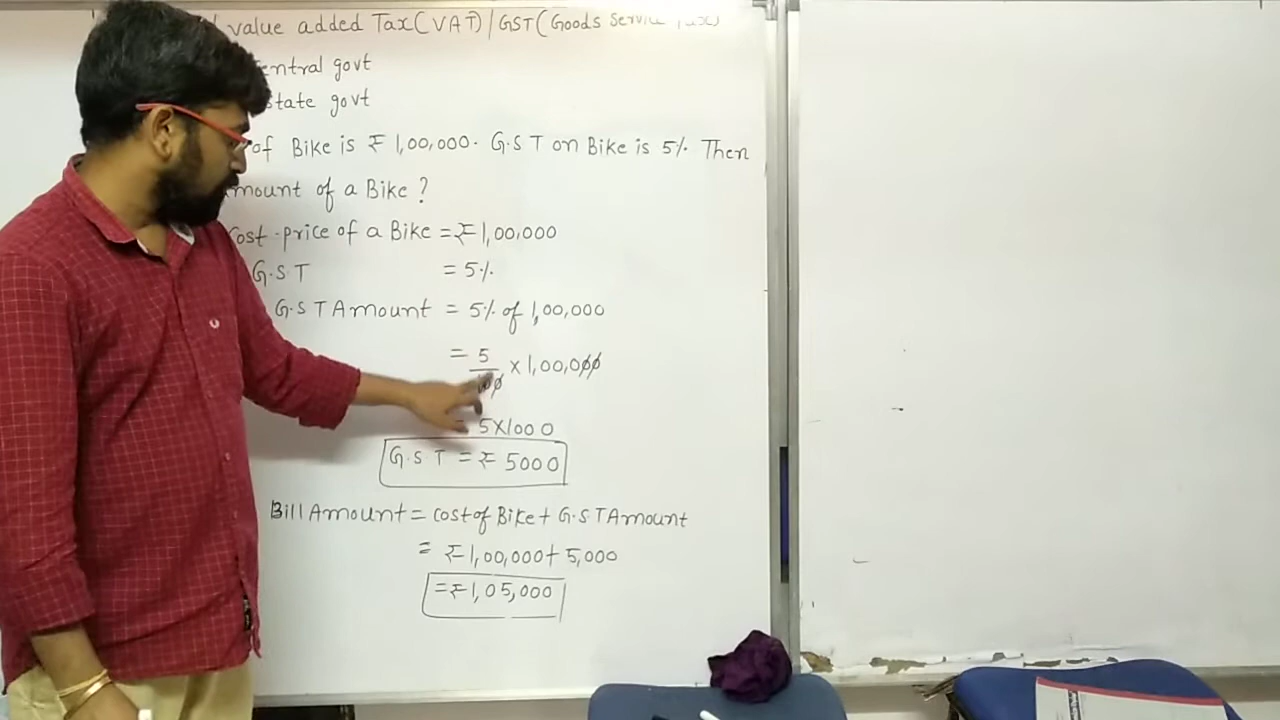 value added Tax(VAT)/GST(Goods Service Tax)
entral govt
state govt
of Bike is ₹ 1,00,000. G.S T on Bike is 5% Then
mount of a Bike ?
Cost price of a Bike = ₹ 1,00,000
G.S T = 5%
G.S T Amount = 5% of 1,00,000
= 5/100 × 1,00,000
= 5×1000
G.S T = ₹ 5000
Bill Amount = cost of Bike + G.S T Amount
= ₹ 1,00,000 + 5,000
= ₹ 1,05,000